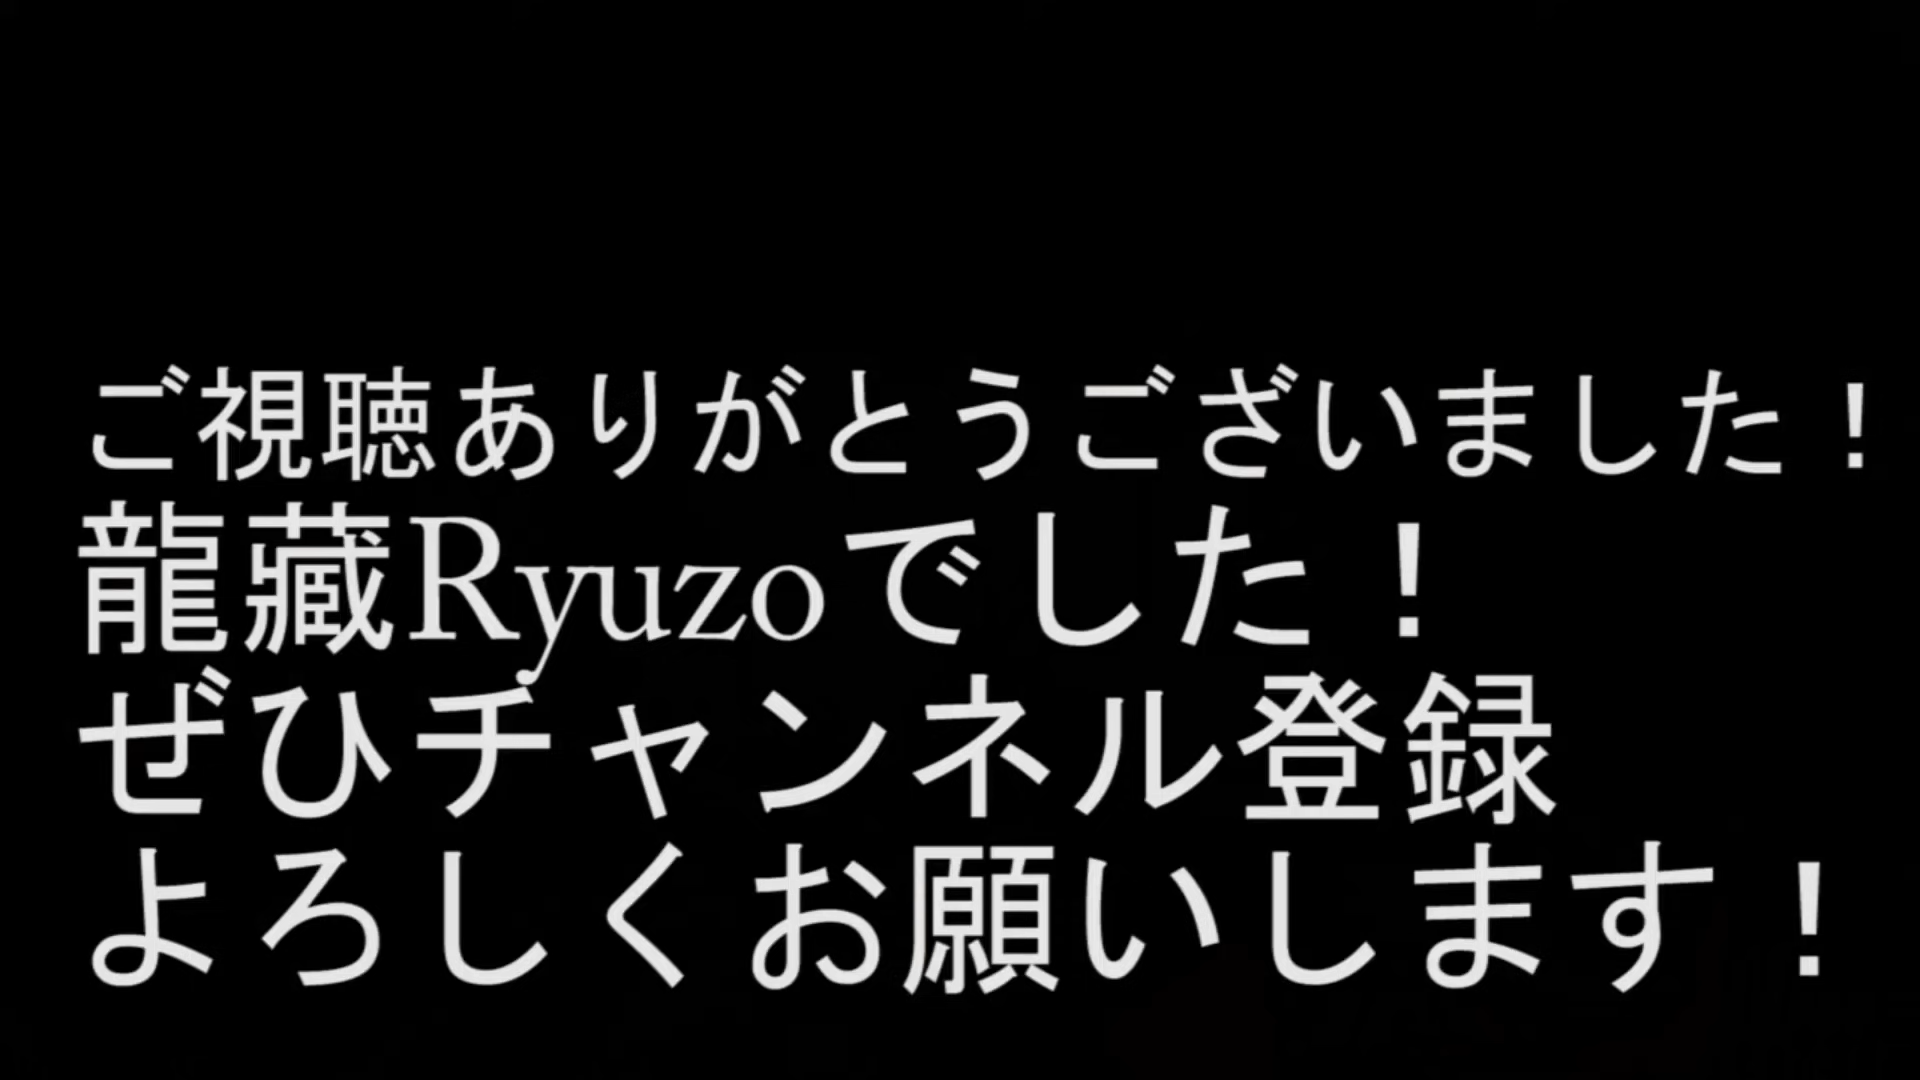 ご視聴ありがとうございました！
龍藏Ryuzoでした！
ぜひチャンネル登録
よろしくお願いします！